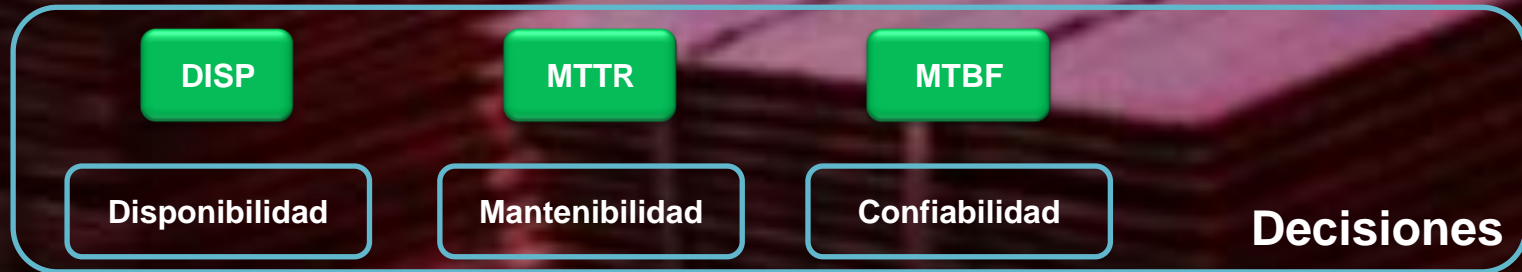 DISP
MTTR
MTBF
Disponibilidad
Mantenibilidad
Confiabilidad
Decisiones